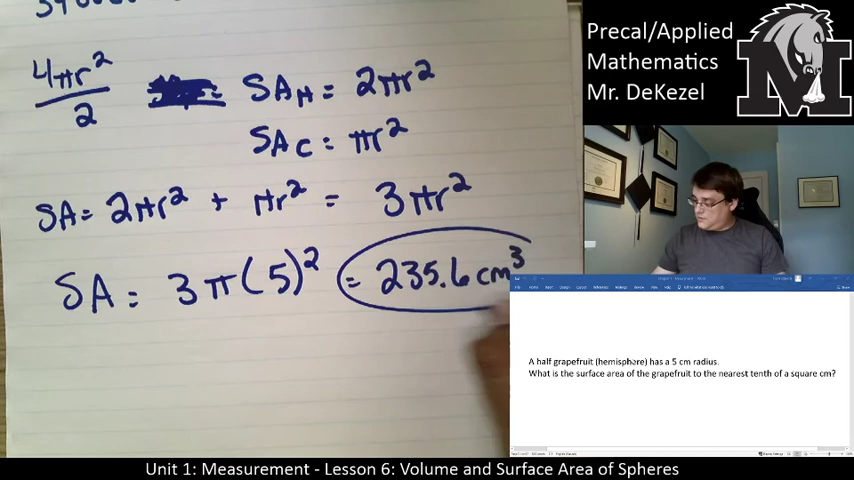 4πr²
2
SA_H = 2πr²
SA_C = πr²
SA = 2πr² + πr² = 3πr²
SA = 3π(5)² = 235.6 cm³
Precal/Applied
Mathematics
Mr. DeKezel
M
A half grapefruit (hemisphere) has a 5 cm radius.
What is the surface area of the grapefruit to the nearest tenth of a square cm?
Unit 1: Measurement - Lesson 6: Volume and Surface Area of Spheres